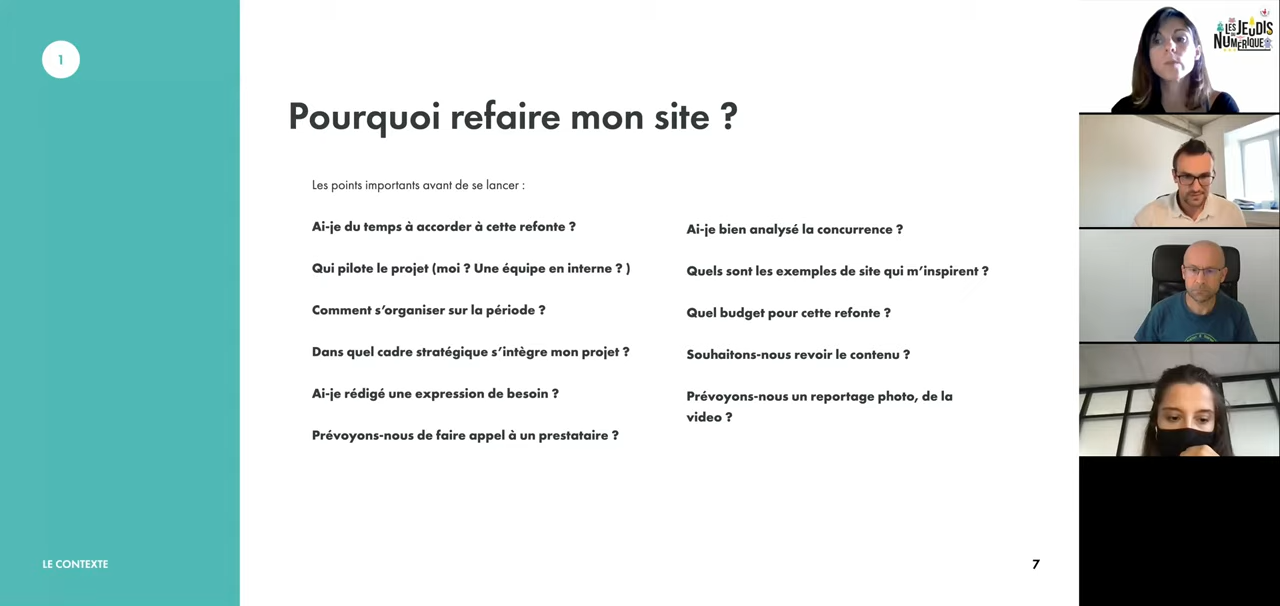 1
Pourquoi refaire mon site ?
Les points importants avant de se lancer :
Ai-je du temps à accorder à cette refonte ?
Qui pilote le projet (moi ? Une équipe en interne ? )
Comment s’organiser sur la période ?
Dans quel cadre stratégique s’intègre mon projet ?
Ai-je rédigé une expression de besoin ?
Prévoyons-nous de faire appel à un prestataire ?
Ai-je bien analysé la concurrence ?
Quels sont les exemples de site qui m’inspirent ?
Quel budget pour cette refonte ?
Souhaitons-nous revoir le contenu ?
Prévoyons-nous un reportage photo, de la
video ?
LE CONTEXTE
7
LES JEUDIS
NUMÉRIQUE